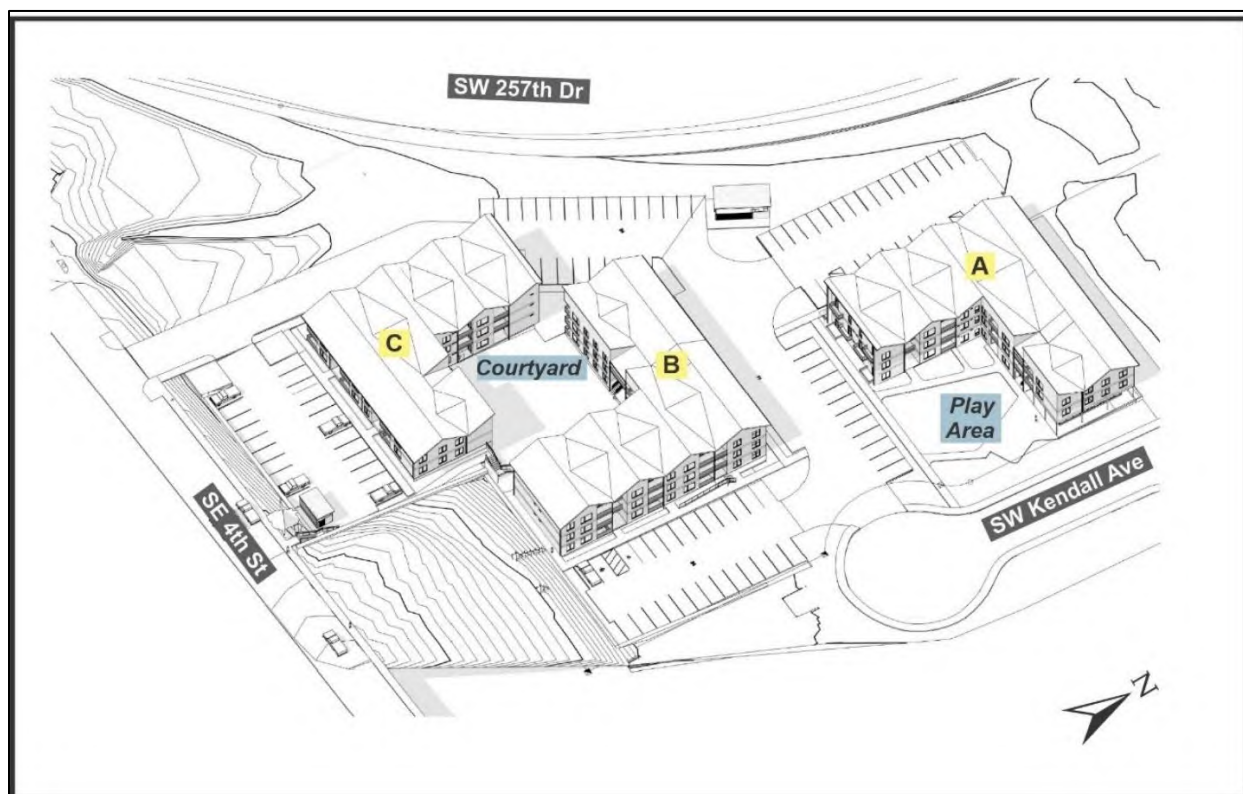 SW 257th Dr
A
C
B
Courtyard
Play
Area
SW Kendall Ave
SE 4th St
N